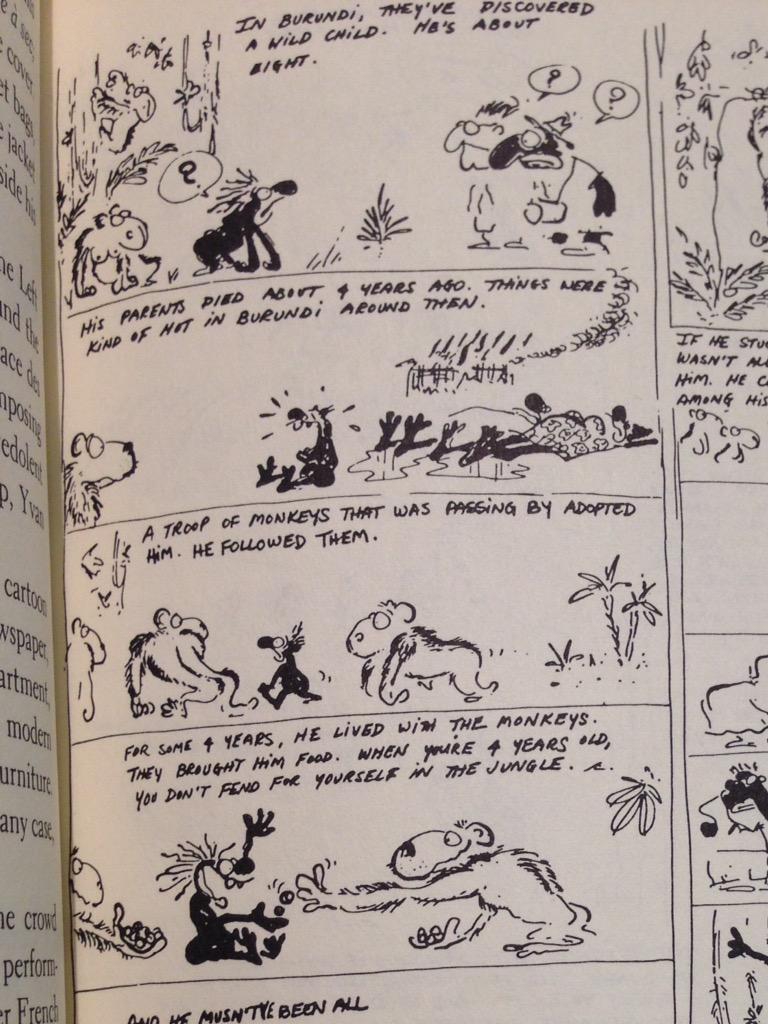 e à sec,
cover
et bags,
jacket
side his
he Left
and the
ace des
mposing
redolent
p, Yvan
cartoon
wspaper,
artment,
modern
urniture.
any case,
he crowd
perform-
er French
IN BURUNDI, THEY'VE DISCOVERED
A WILD CHILD. HE'S ABOUT
EIGHT.
?
?
?
HIS PARENTS DIED ABOUT 4 YEARS AGO. THINGS WERE
KIND OF HOT IN BURUNDI AROUND THEN.
A TROOP OF MONKEYS THAT WAS PASSING BY ADOPTED
HIM. HE FOLLOWED THEM.
FOR SOME 4 YEARS, HE LIVED WITH THE MONKEYS.
THEY BROUGHT HIM FOOD. WHEN YOU'RE 4 YEARS OLD,
YOU DON'T FEND FOR YOURSELF IN THE JUNGLE.
AND HE MUSN'T'VE BEEN ALL
IF HE STU
WASN'T AL
HIM. HE C
AMONG HIS